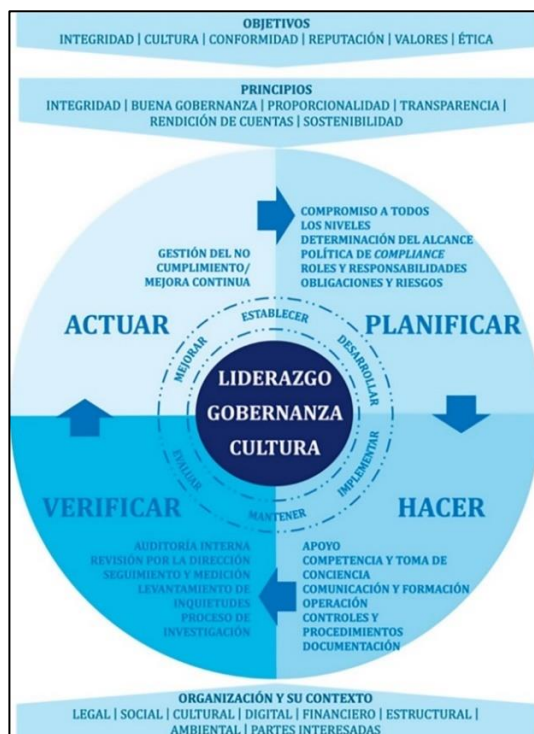 OBJETIVOS
INTEGRIDAD | CULTURA | CONFORMIDAD | REPUTACIÓN | VALORES | ÉTICA
PRINCIPIOS
INTEGRIDAD | BUENA GOBERNANZA | PROPORCIONALIDAD | TRANSPARENCIA |
RENDICIÓN DE CUENTAS | SOSTENIBILIDAD
GESTIÓN DEL NO
CUMPLIMIENTO/
MEJORA CONTINUA
ACTUAR
COMPROMISO A TODOS
LOS NIVELES
DETERMINACIÓN DEL ALCANCE
POLÍTICA DE COMPLIANCE
ROLES Y RESPONSABILIDADES
OBLIGACIONES Y RIESGOS
PLANIFICAR
ESTABLECER
DESARROLLAR
IMPLEMENTAR
MANTENER
EVALUAR
MEJORAR
LIDERAZGO
GOBERNANZA
CULTURA
VERIFICAR
AUDITORÍA INTERNA
REVISIÓN POR LA DIRECCIÓN
SEGUIMIENTO Y MEDICIÓN
LEVANTAMIENTO DE
INQUIETUDES
PROCESO DE
INVESTIGACIÓN
HACER
APOYO
COMPETENCIA Y TOMA DE
CONCIENCIA
COMUNICACIÓN Y FORMACIÓN
OPERACIÓN
CONTROLES Y
PROCEDIMIENTOS
DOCUMENTACIÓN
ORGANIZACIÓN Y SU CONTEXTO
LEGAL | SOCIAL | CULTURAL | DIGITAL | FINANCIERO | ESTRUCTURAL |
AMBIENTAL | PARTES INTERESADAS